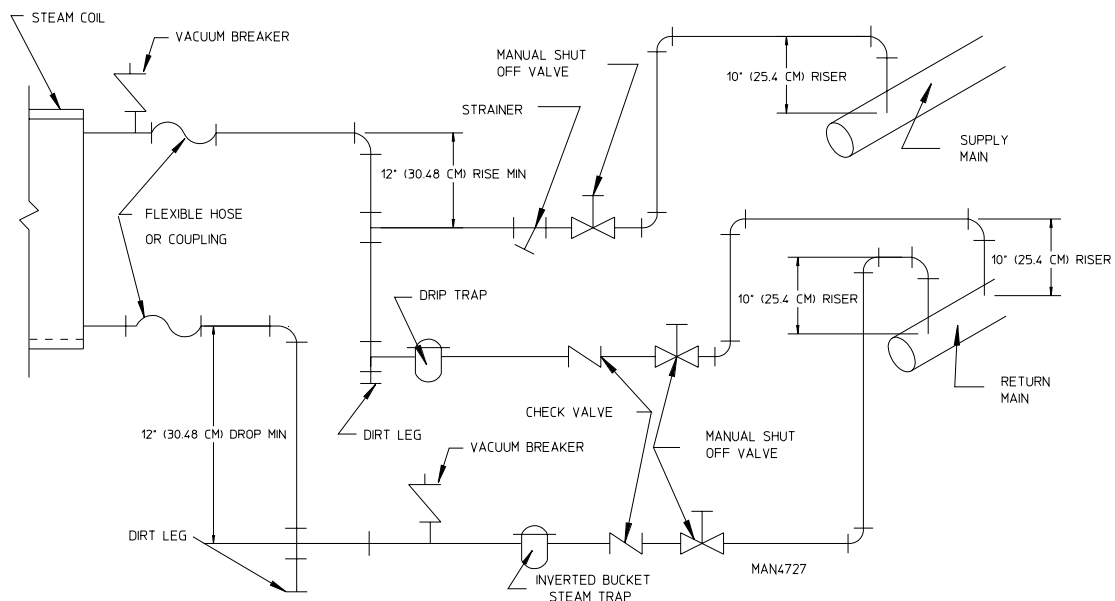 STEAM COIL
VACUUM BREAKER
MANUAL SHUT
OFF VALVE
10" (25.4 CM) RISER
STRAINER
SUPPLY
MAIN
12" (30.48 CM) RISE MIN
FLEXIBLE HOSE
OR COUPLING
10" (25.4 CM) RISER
10" (25.4 CM) RISER
DRIP TRAP
RETURN
MAIN
CHECK VALVE
12" (30.48 CM) DROP MIN
DIRT LEG
MANUAL SHUT
OFF VALVE
VACUUM BREAKER
DIRT LEG
MAN4727
INVERTED BUCKET
STEAM TRAP